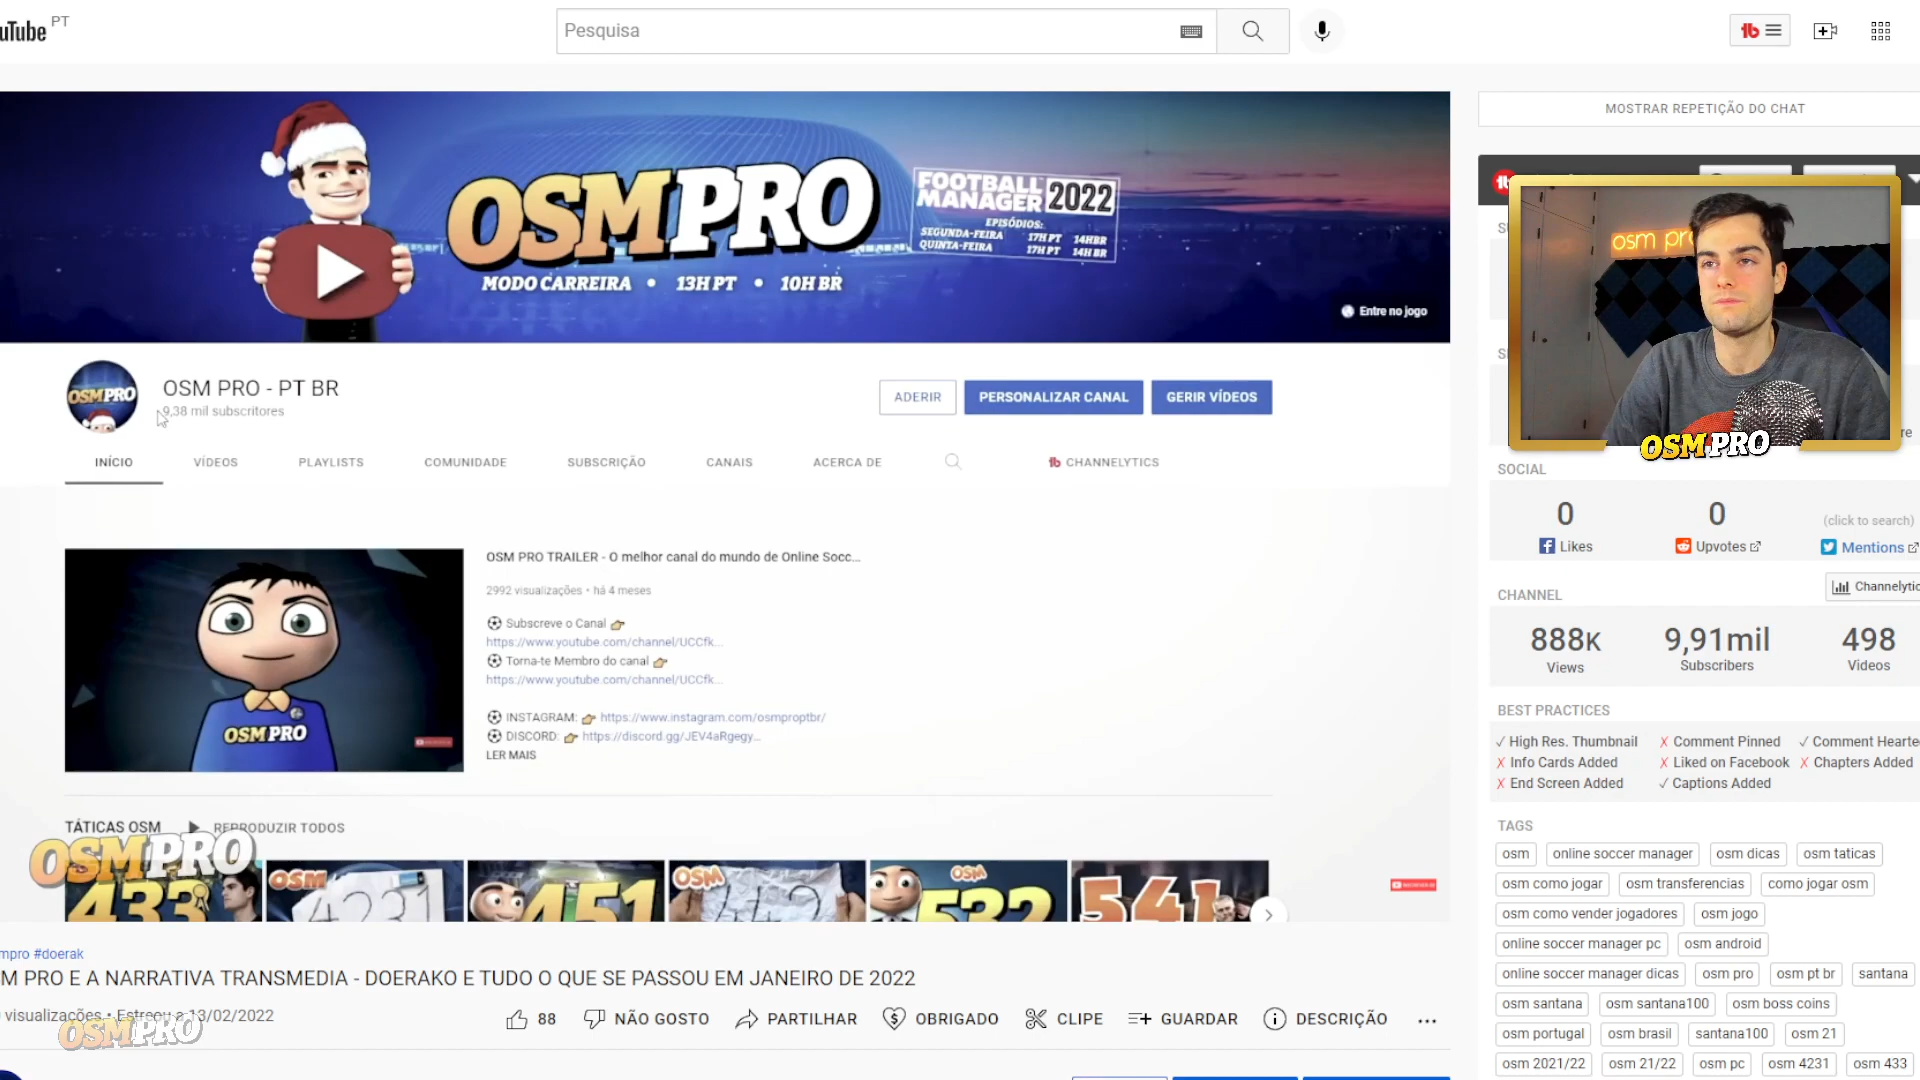 uTube PT
Pesquisa
MOSTRAR REPETIÇÃO DO CHAT
OSMPRO
MODO CARREIRA • 13H PT • 10H BR
FOOTBALL MANAGER 2022
EPISÓDIOS:
SEGUNDA-FEIRA 17H PT 14HBR
QUINTA-FEIRA 17H PT 14H BR
Entre no jogo
osm pro
OSMPRO
OSMPRO
OSM PRO - PT BR
9,38 mil subscritores
ADERIR
PERSONALIZAR CANAL
GERIR VÍDEOS
INÍCIO
VÍDEOS
PLAYLISTS
COMUNIDADE
SUBSCRIÇÃO
CANAIS
ACERCA DE
CHANNELYTICS
OSM PRO
OSM PRO TRAILER - O melhor canal do mundo de Online Socc...
2992 visualizações • há 4 meses
Subscreve o Canal
https://www.youtube.com/channel/UCCfk...
Torna-te Membro do canal
https://www.youtube.com/channel/UCCfk...
INSTAGRAM: https://www.instagram.com/osmproptbr/
DISCORD: https://discord.gg/JEV4aRgegy...
LER MAIS
TÁTICAS OSM
REPRODUZIR TODOS
OSMPRO
433
OSM
4231
451
OSM
442
OSM
532
541
mpro #doerak
SM PRO E A NARRATIVA TRANSMEDIA - DOERAKO E TUDO O QUE SE PASSOU EM JANEIRO DE 2022
visualizações • Estreou a 13/02/2022
OSMPRO
88
NÃO GOSTO
PARTILHAR
OBRIGADO
CLIPE
GUARDAR
DESCRIÇÃO
...
SOCIAL
0
Likes
0
Upvotes
(click to search)
Mentions
CHANNEL
Channelytic
888K
Views
9,91mil
Subscribers
498
Videos
BEST PRACTICES
✓ High Res. Thumbnail
✗ Comment Pinned
✓ Comment Hearte
✗ Info Cards Added
✗ Liked on Facebook
✗ Chapters Added
✗ End Screen Added
✓ Captions Added
TAGS
osm
online soccer manager
osm dicas
osm taticas
osm como jogar
osm transferencias
como jogar osm
osm como vender jogadores
osm jogo
online soccer manager pc
osm android
online soccer manager dicas
osm pro
osm pt br
santana
osm santana
osm santana100
osm boss coins
osm portugal
osm brasil
santana100
osm 21
osm 2021/22
osm 21/22
osm pc
osm 4231
osm 433